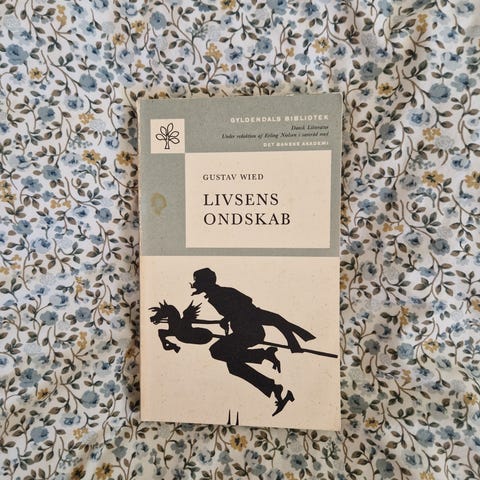 GYLDENDALS BIBLIOTEK
Dansk Litteratur
Under redaktion af Erling Nielsen i samråd med
DET DANSKE AKADEMI
GUSTAV WIED
LIVSENS
ONDSKAB